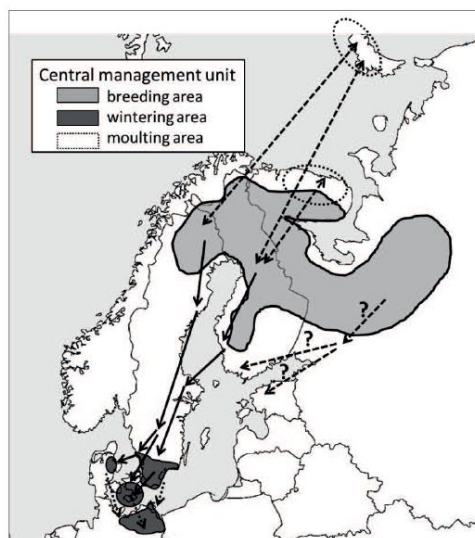 Central management unit
breeding area
wintering area
moulting area
?
?
?